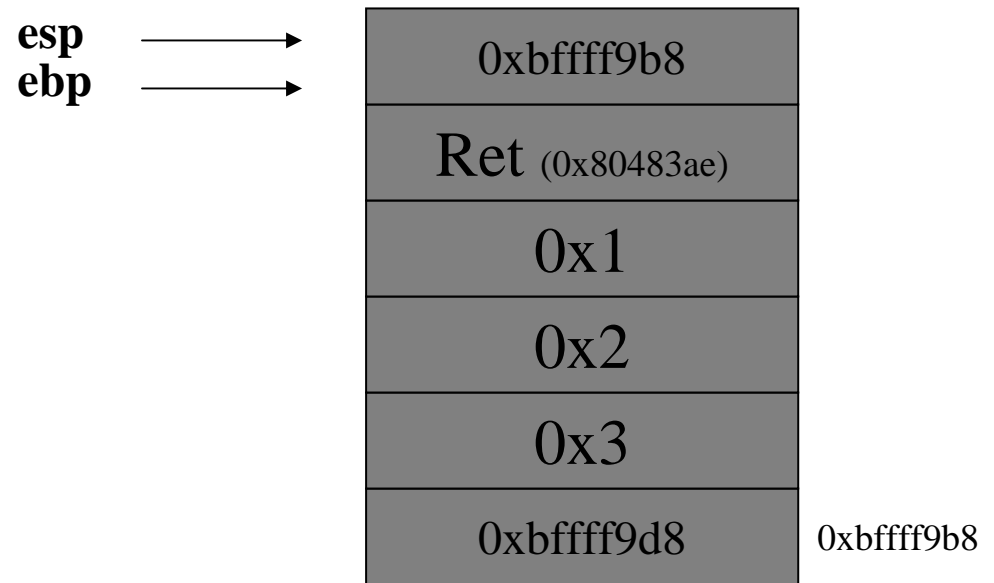 esp
ebp
0xbffff9b8
Ret (0x80483ae)
0x1
0x2
0x3
0xbffff9d8 0xbffff9b8